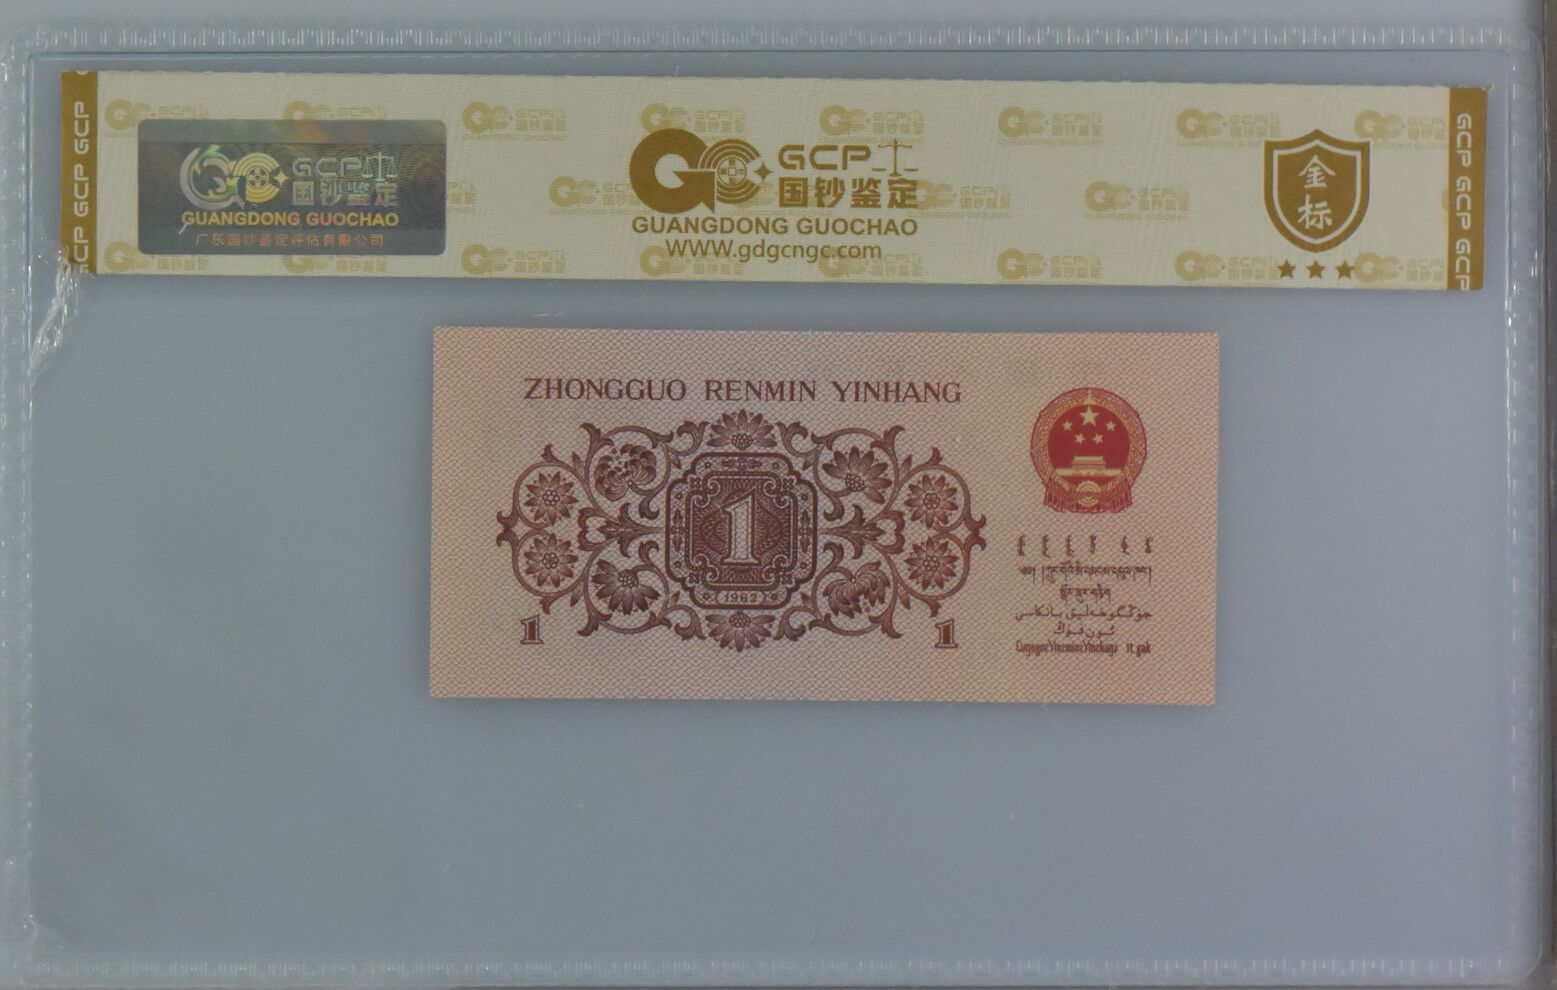 GCP GCP GCP
GCP 国钞鉴定
GUANGDONG GUOCHAO
广东国钞鉴定评估有限公司
GCP
国钞鉴定
GUANGDONG GUOCHAO
WWW.gdgcngc.com
金标
GCP GCP GCP
ZHONGGUO RENMIN YINHANG
1
1962
1
1